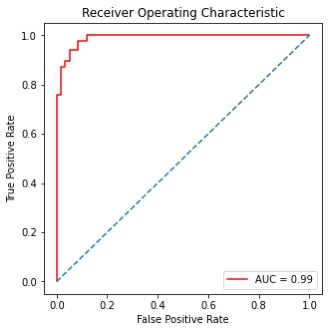 Receiver Operating Characteristic
True Positive Rate
1.0
0.8
0.6
0.4
0.2
0.0
0.0 0.2 0.4 0.6 0.8 1.0
False Positive Rate
AUC = 0.99